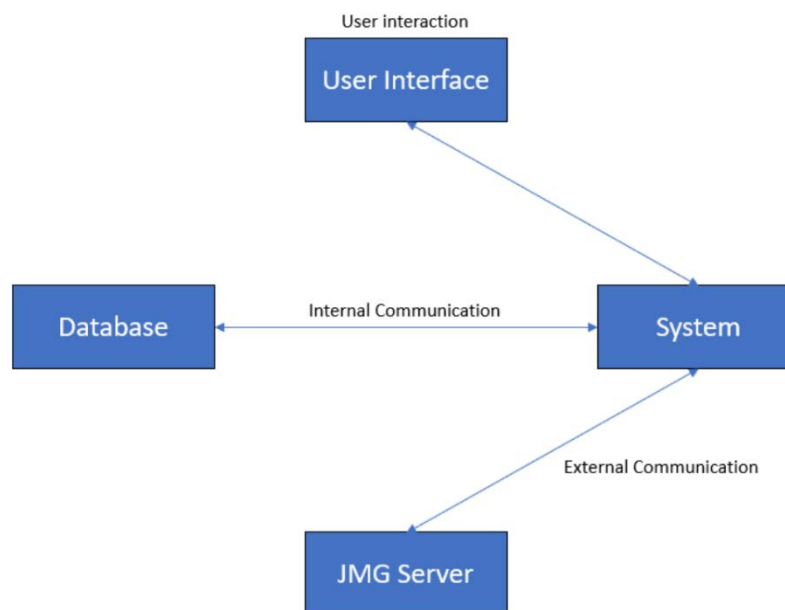 User interaction
User Interface
Internal Communication
Database
System
External Communication
JMG Server